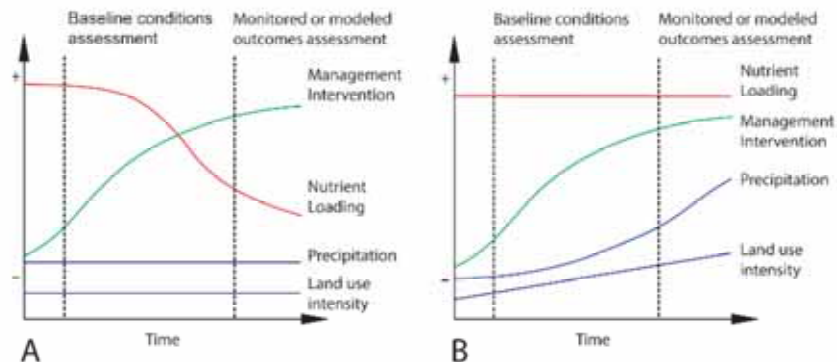 Baseline conditions
assessment
Monitored or modeled
outcomes assessment
+
Management
Intervention
Nutrient
Loading
Precipitation
–
Land use
intensity
Time
A
Baseline conditions
assessment
Monitored or modeled
outcomes assessment
+
Nutrient
Loading
Management
Intervention
Precipitation
–
Land use
intensity
Time
B